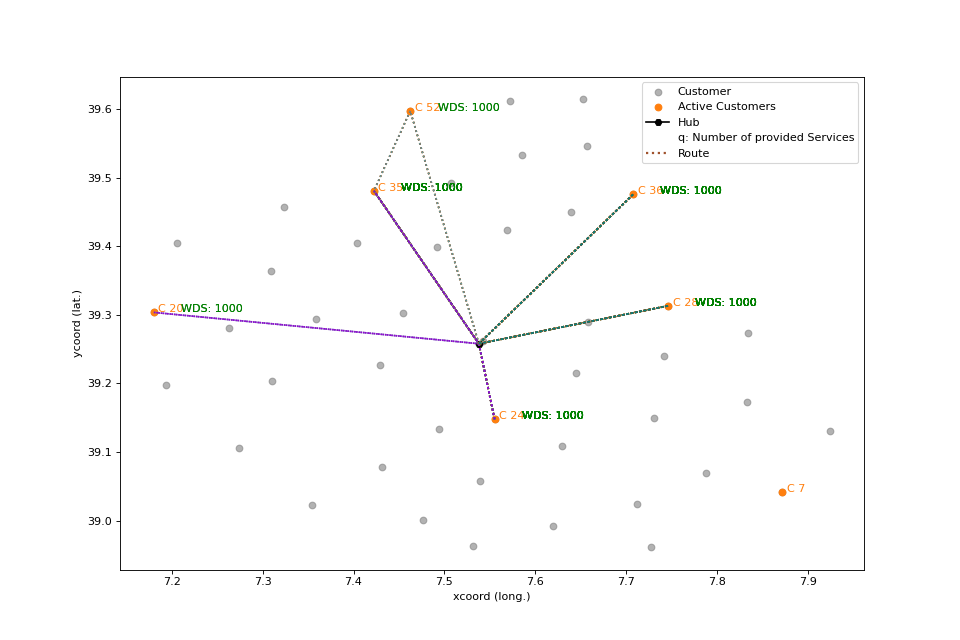 Customer
Active Customers
Hub
q: Number of provided Services
Route
C 52 WDS: 1000
C 35 WDS: 1000
C 36 WDS: 1000
C 20 WDS: 1000
C 28 WDS: 1000
C 24 WDS: 1000
C 7
39.6
39.5
39.4
39.3
39.2
39.1
39.0
ycoord (lat.)
7.2 7.3 7.4 7.5 7.6 7.7 7.8 7.9
xcoord (long.)